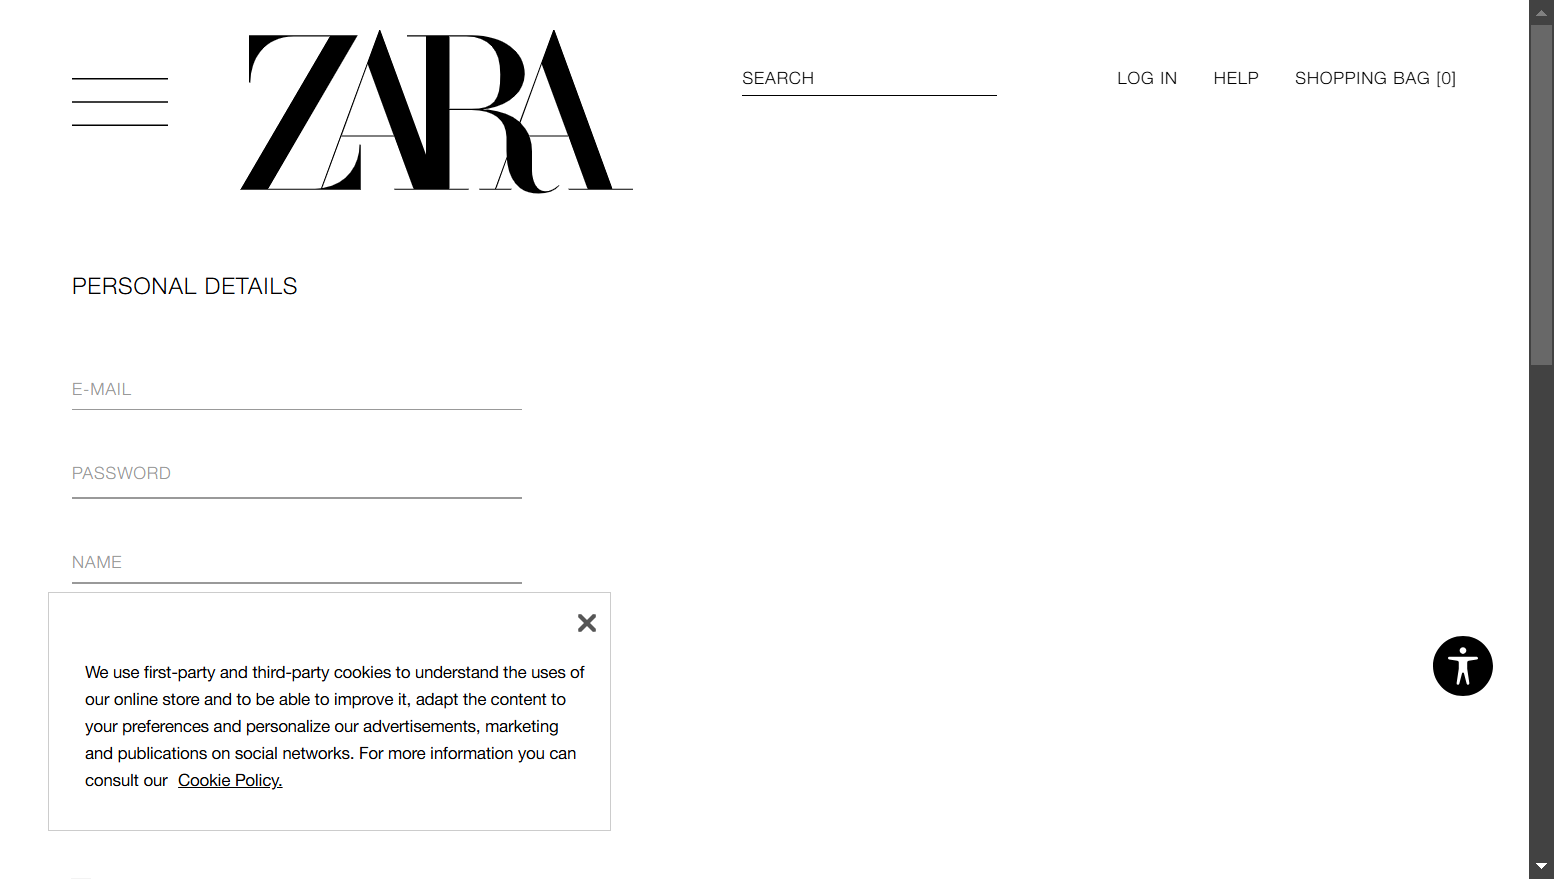 ZARA
SEARCH
LOG IN
HELP
SHOPPING BAG [0]
PERSONAL DETAILS
E-MAIL
PASSWORD
NAME
We use first-party and third-party cookies to understand the uses of
our online store and to be able to improve it, adapt the content to
your preferences and personalize our advertisements, marketing
and publications on social networks. For more information you can
consult our Cookie Policy.